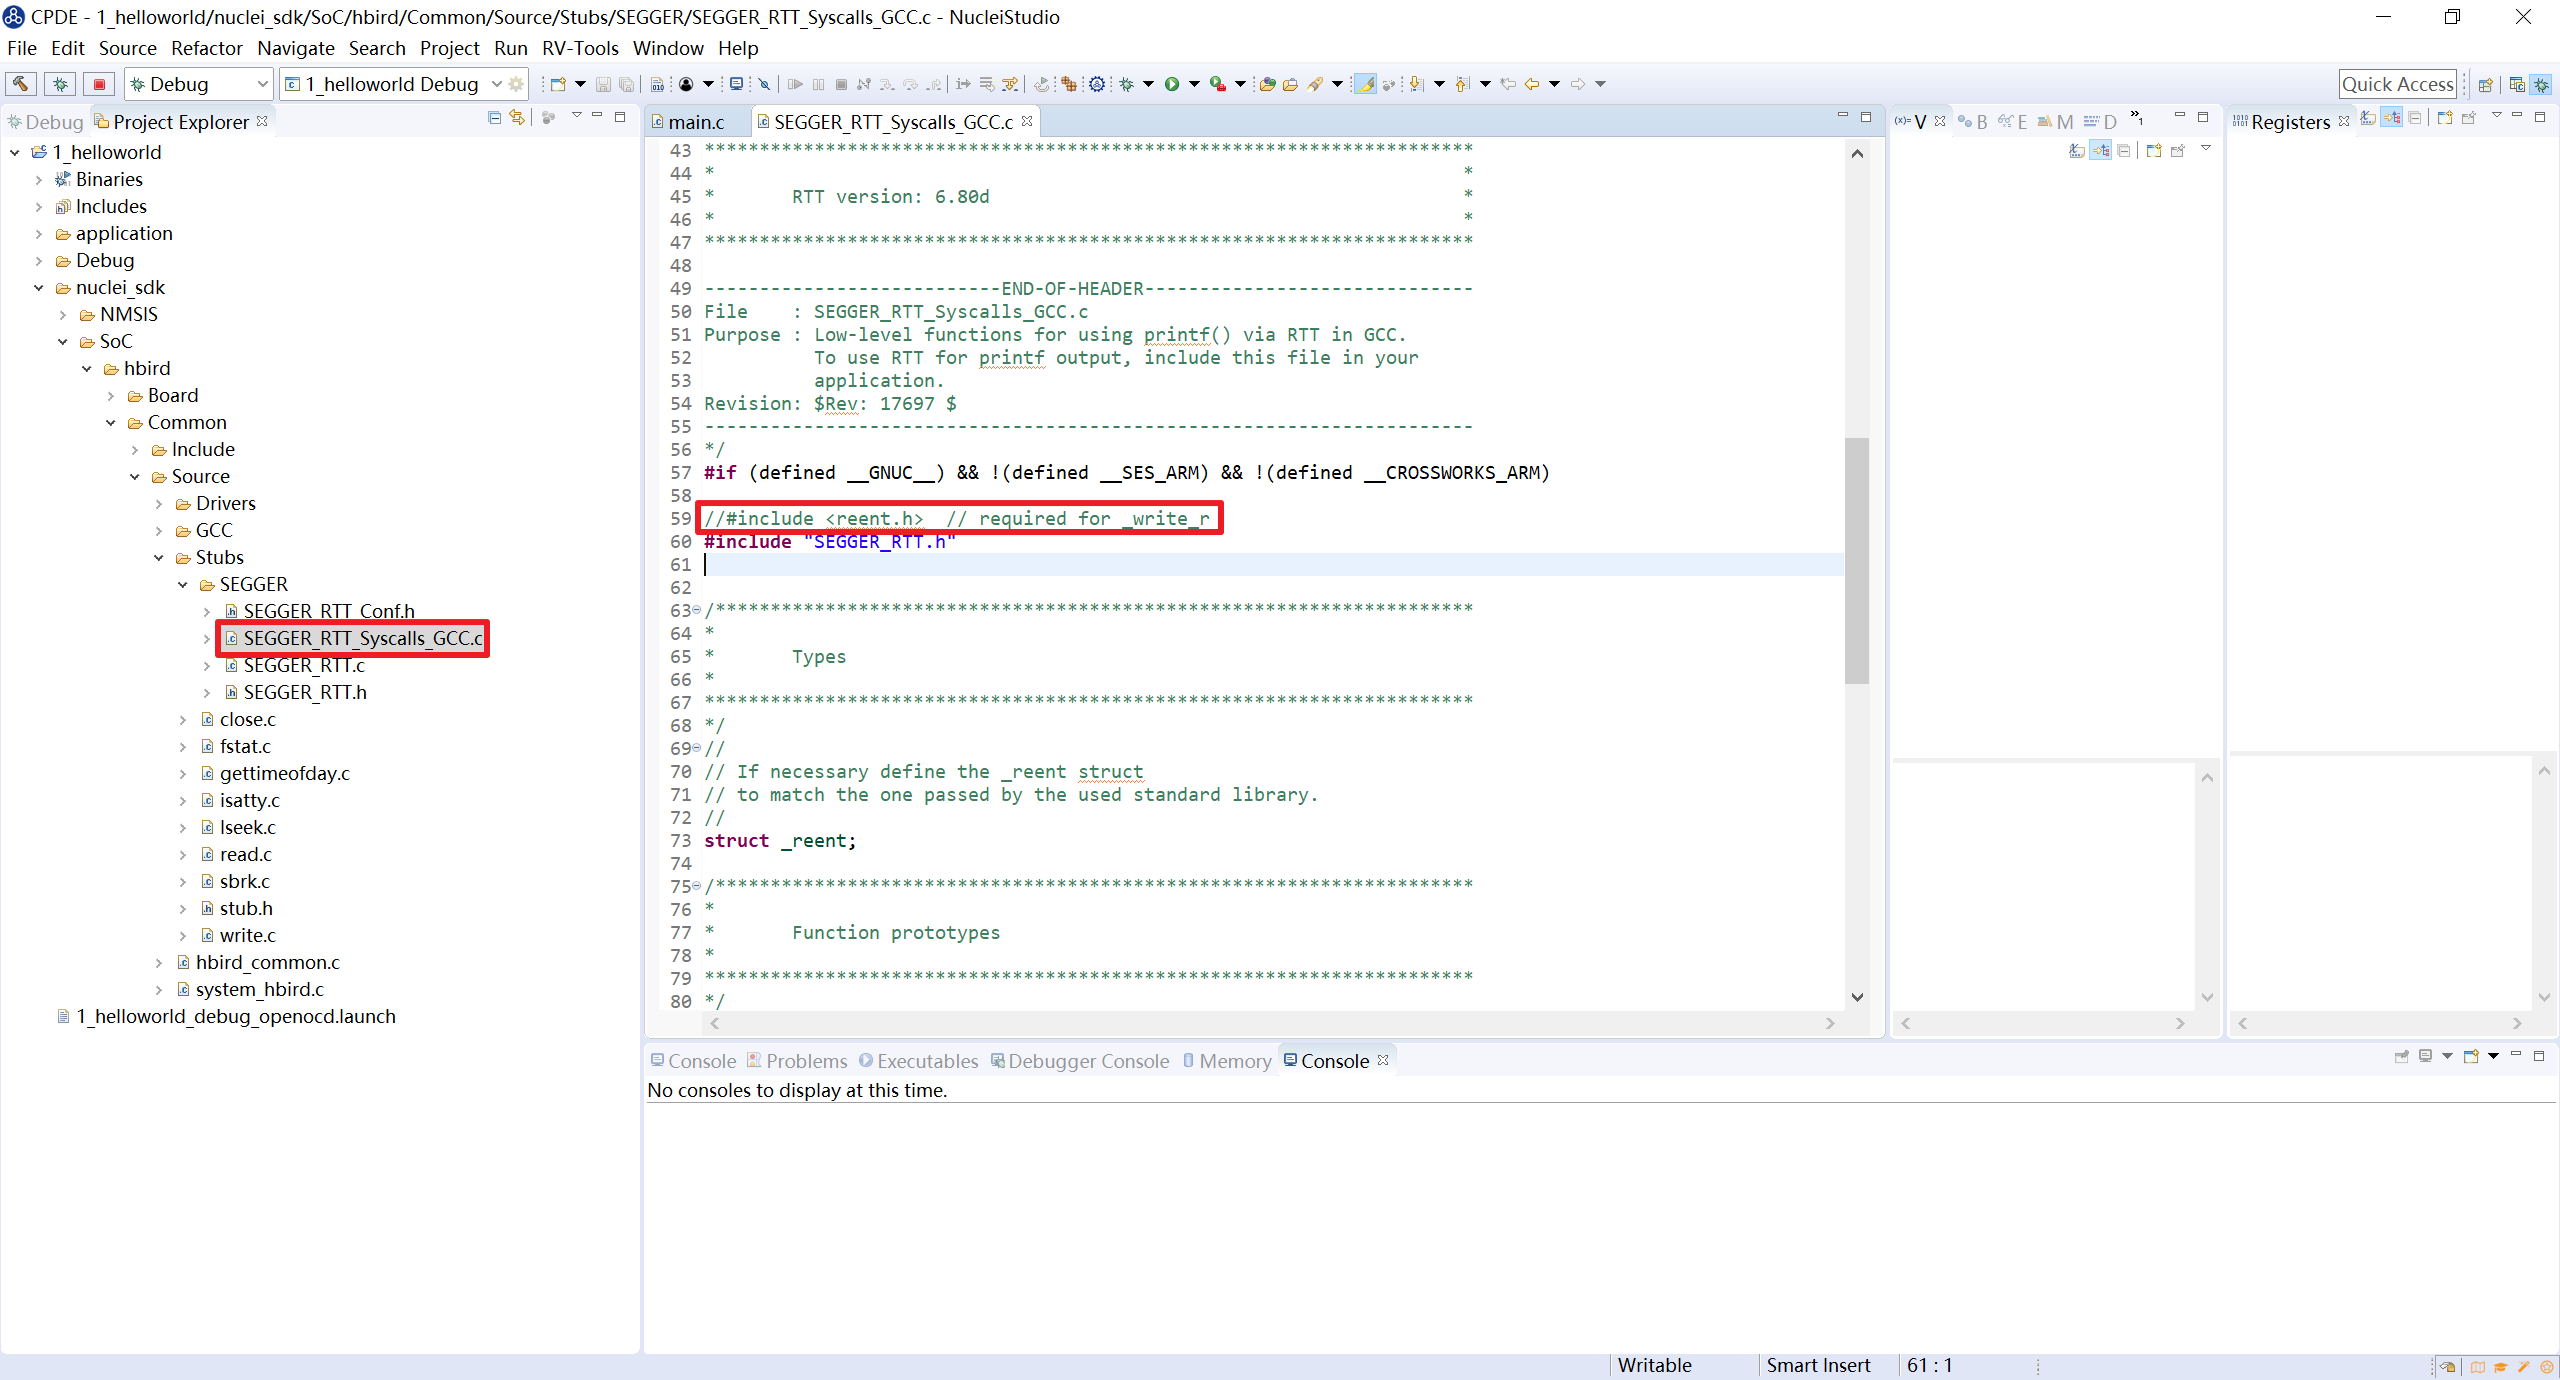 CPDE - 1_helloworld/nuclei_sdk/SoC/hbird/Common/Source/Stubs/SEGGER/SEGGER_RTT_Syscalls_GCC.c - NucleiStudio
File Edit Source Refactor Navigate Search Project Run RV-Tools Window Help
Debug 1_helloworld Debug Quick Access
Debug Project Explorer
1_helloworld
Binaries
Includes
application
Debug
nuclei_sdk
NMSIS
SoC
hbird
Board
Common
Include
Source
Drivers
GCC
Stubs
SEGGER
SEGGER_RTT_Conf.h
SEGGER_RTT_Syscalls_GCC.c
SEGGER_RTT.c
SEGGER_RTT.h
close.c
fstat.c
gettimeofday.c
isatty.c
lseek.c
read.c
sbrk.c
stub.h
write.c
hbird_common.c
system_hbird.c
1_helloworld_debug_openocd.launch
main.c SEGGER_RTT_Syscalls_GCC.c
43 **********************************************************************
44 * *
45 * RTT version: 6.80d *
46 * *
47 **********************************************************************
48
49 ---------------------------END-OF-HEADER------------------------------
50 File : SEGGER_RTT_Syscalls_GCC.c
51 Purpose : Low-level functions for using printf() via RTT in GCC.
52 To use RTT for printf output, include this file in your
53 application.
54 Revision: $Rev: 17697 $
55 ----------------------------------------------------------------------
56 */
57 #if (defined __GNUC__) && !(defined __SES_ARM) && !(defined __CROSSWORKS_ARM)
58
59 //#include <reent.h> // required for _write_r
60 #include "SEGGER_RTT.h"
61
62
63 /*********************************************************************
64 *
65 * Types
66 *
67 **********************************************************************
68 */
69 //
70 // If necessary define the _reent struct
71 // to match the one passed by the used standard library.
72 //
73 struct _reent;
74
75 /*********************************************************************
76 *
77 * Function prototypes
78 *
79 **********************************************************************
80 */
(x)= V B E M D 1
Registers
Console Problems Executables Debugger Console Memory Console
No consoles to display at this time.
Writable Smart Insert 61 : 1